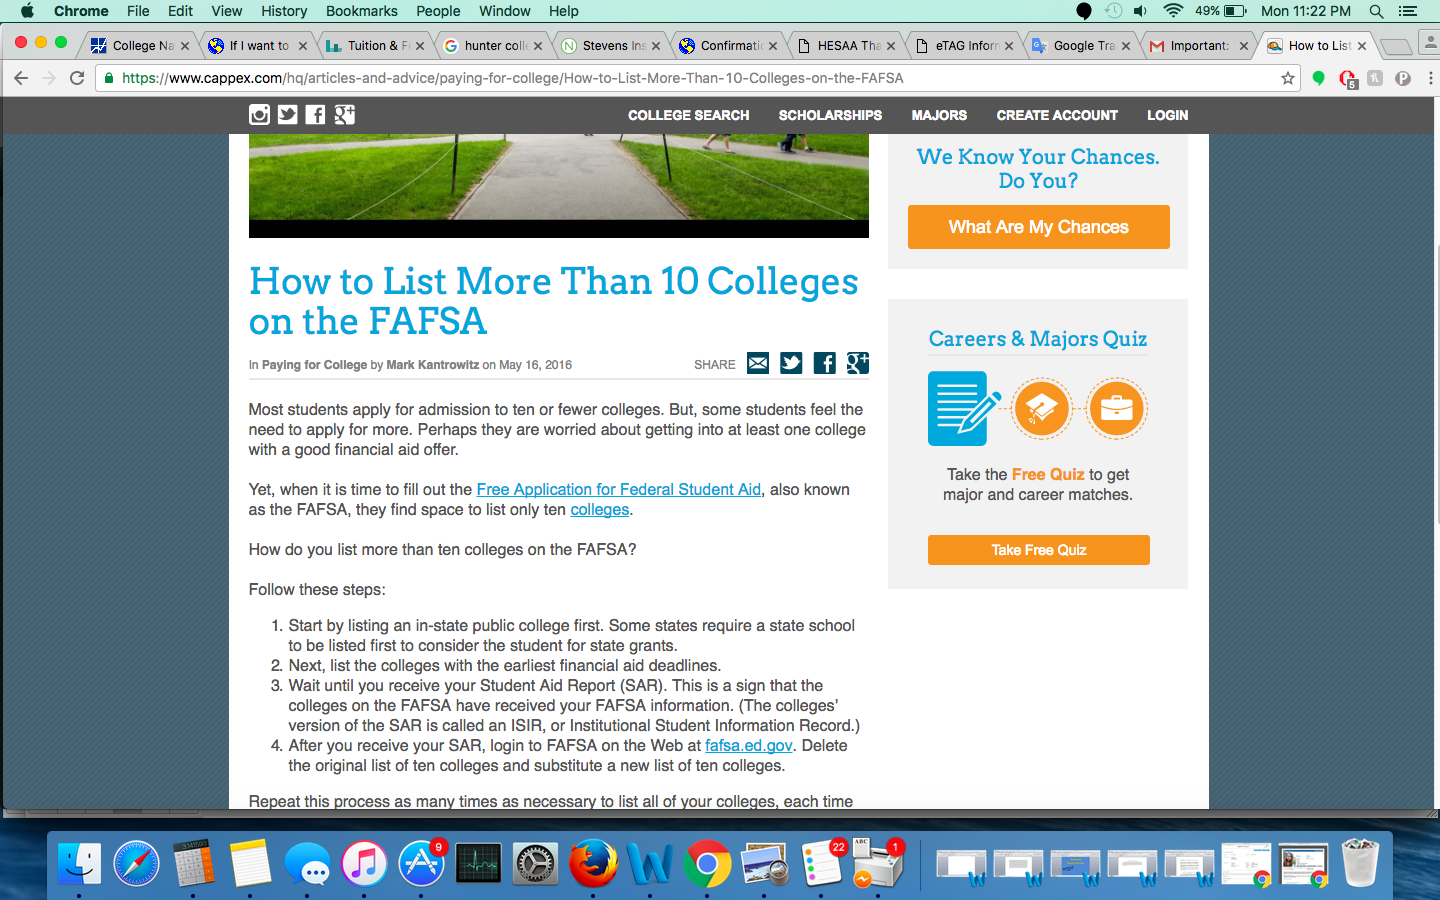 Chrome File Edit View History Bookmarks People Window Help 49% Mon 11:22 PM
College Na If I want to Tuition & F hunter colle Stevens Ins Confirmatio HESAA Tha eTAG Inforn Google Tra Important: How to List
https://www.cappex.com/hq/articles-and-advice/paying-for-college/How-to-List-More-Than-10-Colleges-on-the-FAFSA
5
COLLEGE SEARCH SCHOLARSHIPS MAJORS CREATE ACCOUNT LOGIN
How to List More Than 10 Colleges
on the FAFSA
In Paying for College by Mark Kantrowitz on May 16, 2016
SHARE
Most students apply for admission to ten or fewer colleges. But, some students feel the
need to apply for more. Perhaps they are worried about getting into at least one college
with a good financial aid offer.
Yet, when it is time to fill out the Free Application for Federal Student Aid, also known
as the FAFSA, they find space to list only ten colleges.
How do you list more than ten colleges on the FAFSA?
Follow these steps:
1. Start by listing an in-state public college first. Some states require a state school
to be listed first to consider the student for state grants.
2. Next, list the colleges with the earliest financial aid deadlines.
3. Wait until you receive your Student Aid Report (SAR). This is a sign that the
colleges on the FAFSA have received your FAFSA information. (The colleges'
version of the SAR is called an ISIR, or Institutional Student Information Record.)
4. After you receive your SAR, login to FAFSA on the Web at fafsa.ed.gov. Delete
the original list of ten colleges and substitute a new list of ten colleges.
Repeat this process as many times as necessary to list all of your colleges, each time
We Know Your Chances.
Do You?
What Are My Chances
Careers & Majors Quiz
Take the Free Quiz to get
major and career matches.
Take Free Quiz
9
22
ABC
1